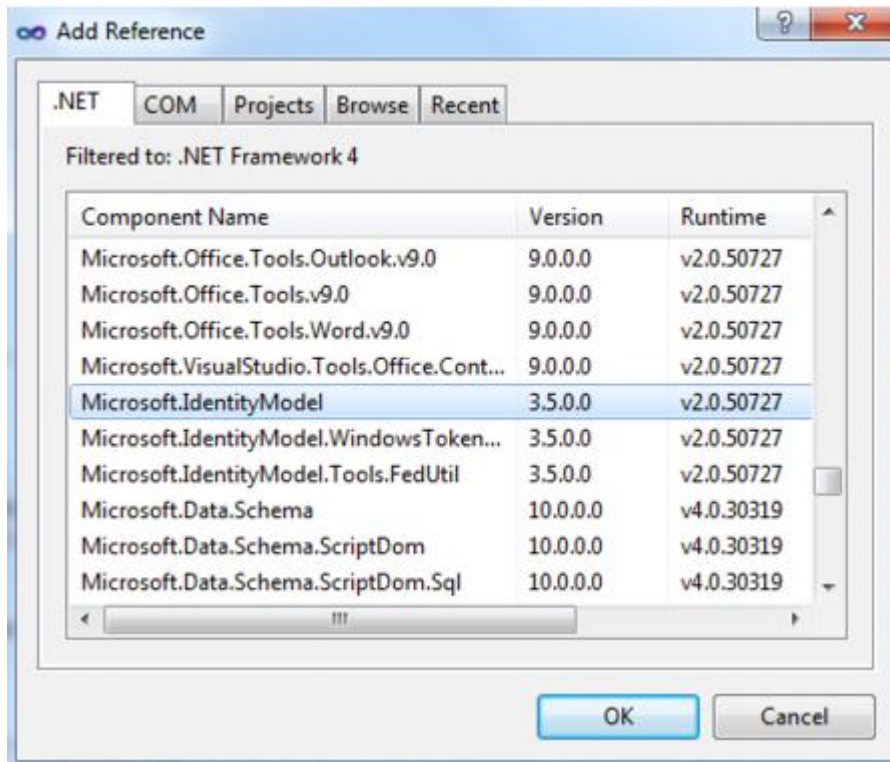 Add Reference
.NET COM Projects Browse Recent
Filtered to: .NET Framework 4
Component Name Version Runtime
Microsoft.Office.Tools.Outlook.v9.0 9.0.0.0 v2.0.50727
Microsoft.Office.Tools.v9.0 9.0.0.0 v2.0.50727
Microsoft.Office.Tools.Word.v9.0 9.0.0.0 v2.0.50727
Microsoft.VisualStudio.Tools.Office.Cont... 9.0.0.0 v2.0.50727
Microsoft.IdentityModel 3.5.0.0 v2.0.50727
Microsoft.IdentityModel.WindowsToken... 3.5.0.0 v2.0.50727
Microsoft.IdentityModel.Tools.FedUtil 3.5.0.0 v2.0.50727
Microsoft.Data.Schema 10.0.0.0 v4.0.30319
Microsoft.Data.Schema.ScriptDom 10.0.0.0 v4.0.30319
Microsoft.Data.Schema.ScriptDom.Sql 10.0.0.0 v4.0.30319
OK Cancel